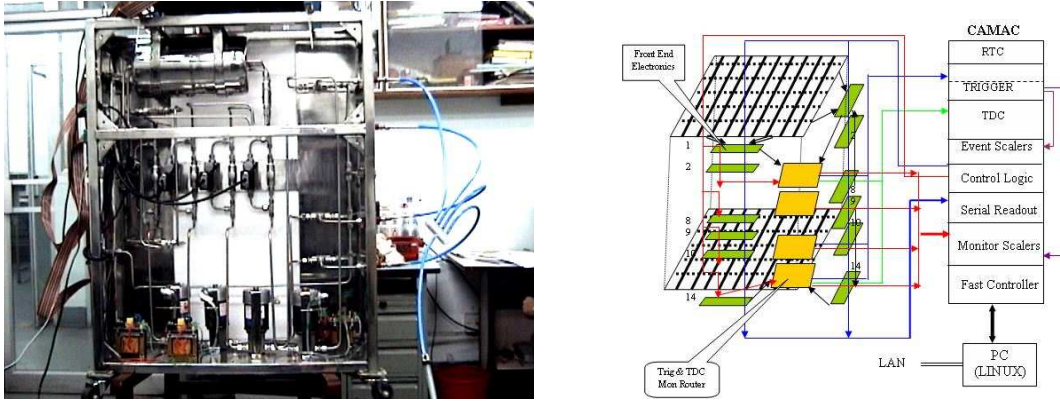 CAMAC
RTC
TRIGGER
TDC
Event Scalers
Control Logic
Serial Readout
Monitor Scalers
Fast Controller
Front End
Electronics
1
2
8
9
10
14
2
8
9
10
14
Trig & TDC
Mon Router
LAN
PC
(LINUX)